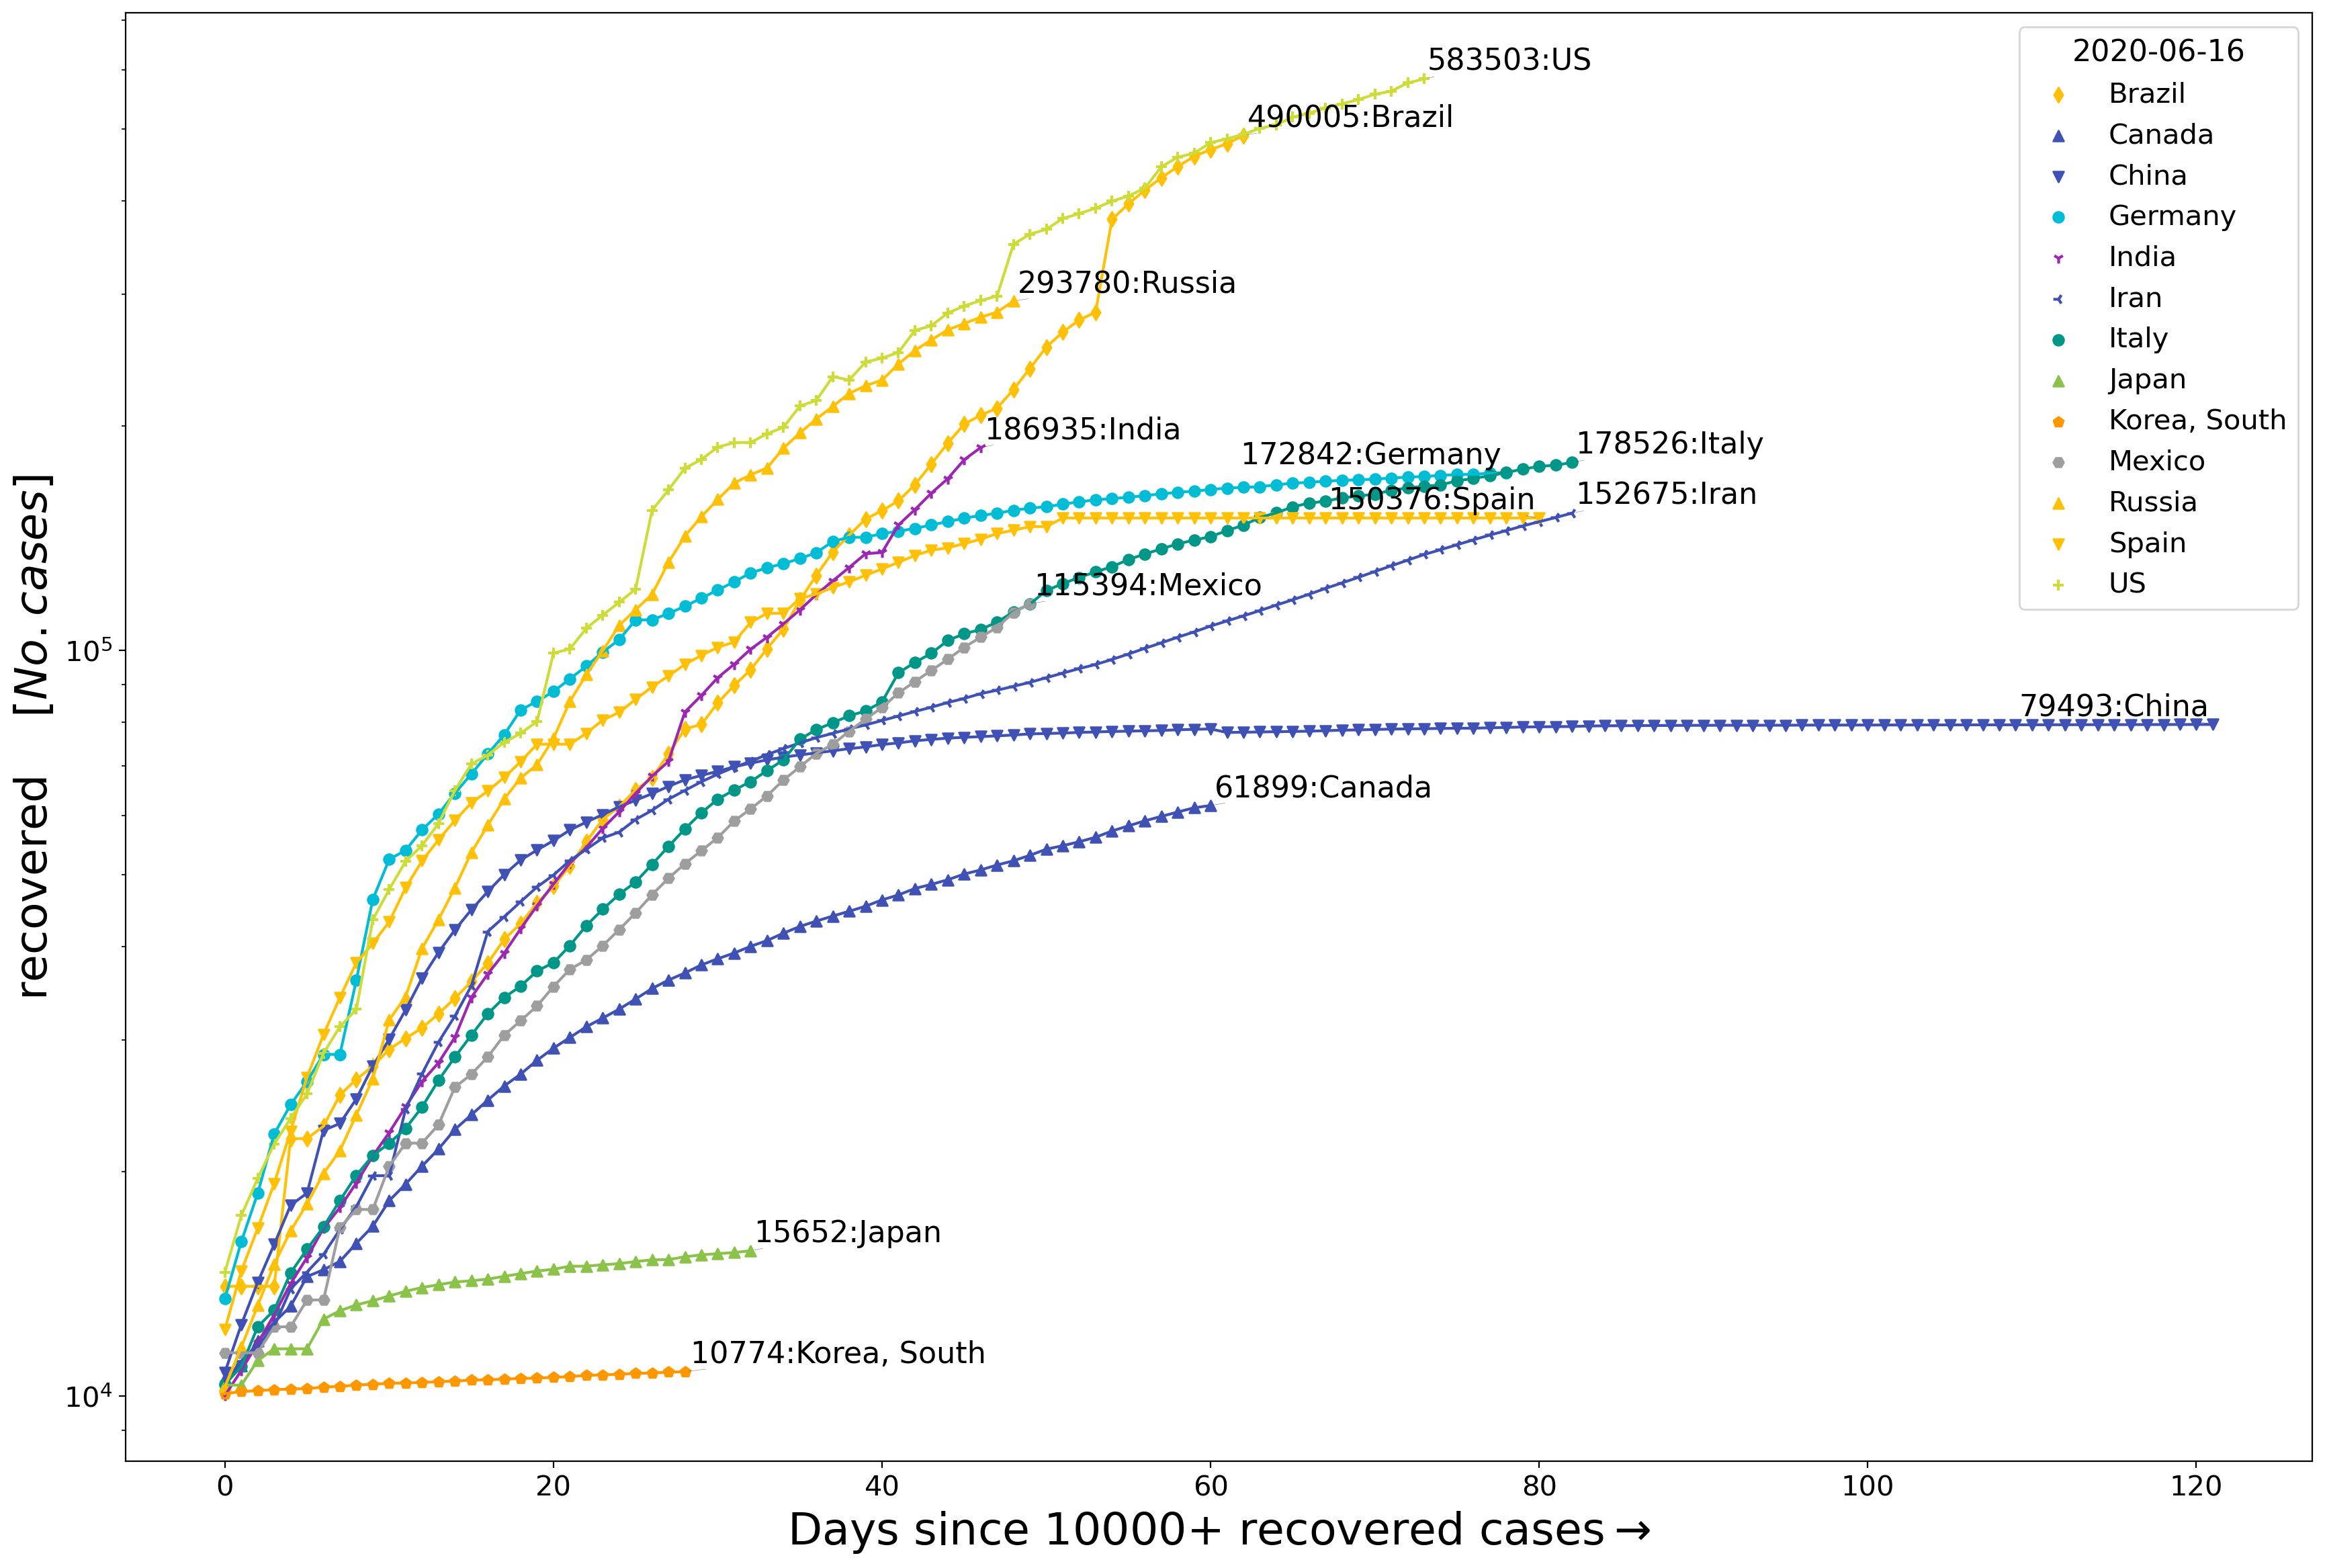 583503:US
490005:Brazil
293780:Russia
186935:India
172842:Germany
178526:Italy
150376:Spain
152675:Iran
115394:Mexico
79493:China
61899:Canada
15652:Japan
10774:Korea, South
2020-06-16
Brazil
Canada
China
Germany
India
Iran
Italy
Japan
Korea, South
Mexico
Russia
Spain
US
recovered [No. cases]
10⁵
10⁴
0 20 40 60 80 100 120
Days since 10000+ recovered cases→